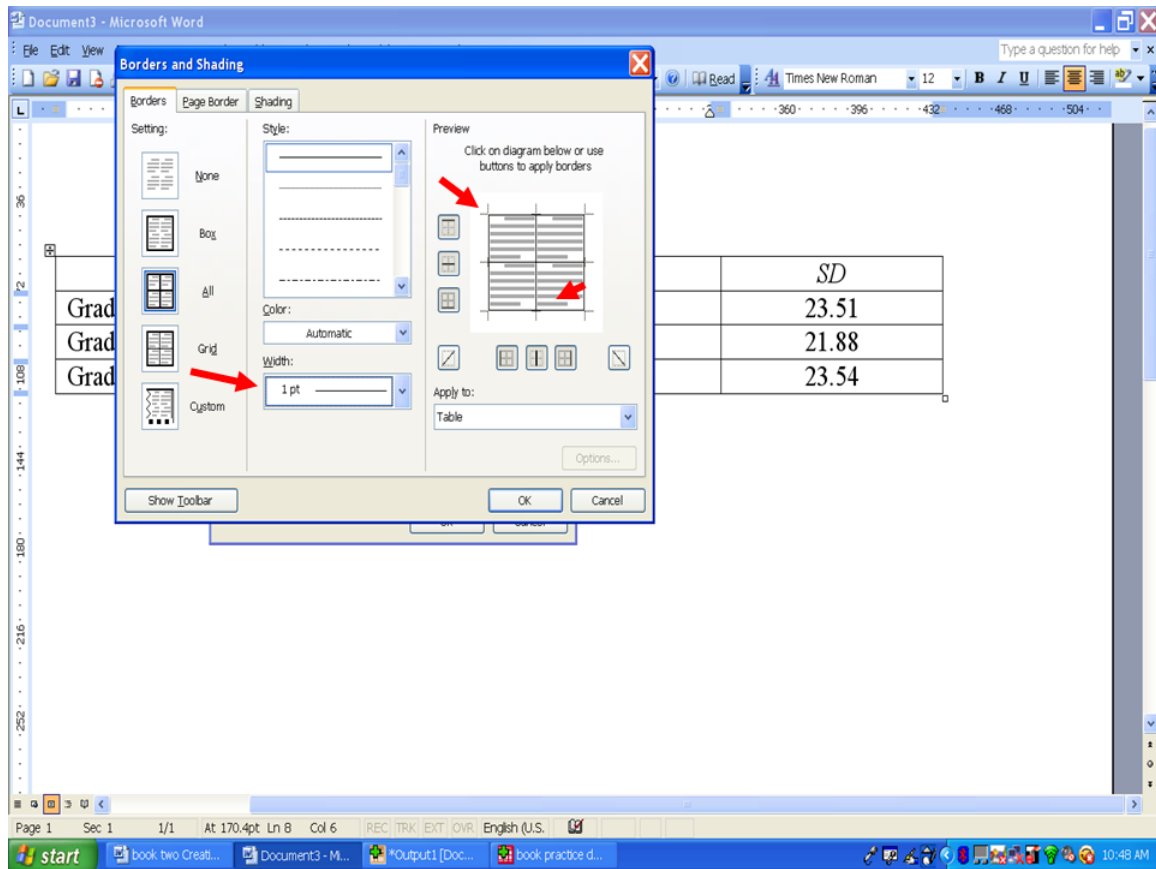 Document3 - Microsoft Word
File Edit View
Type a question for help
Read Times New Roman 12 B I U
L 360 396 432 468 504
Borders and Shading
Borders Page Border Shading
Setting:
None
Box
All
Grid
Custom
Style:
Color:
Automatic
Width:
1 pt
Preview
Click on diagram below or use
buttons to apply borders
Apply to:
Table
Options...
Show Toolbar
OK Cancel
SD
Grad 23.51
Grad 21.88
Grad 23.54
36
72
108
144
180
216
252
Page 1 Sec 1 1/1 At 170.4pt Ln 8 Col 6 REC TRK EXT OVR English (U.S.
start book two Creati... Document3 - Mi... *Output1 [Doc... book practice d... 10:48 AM